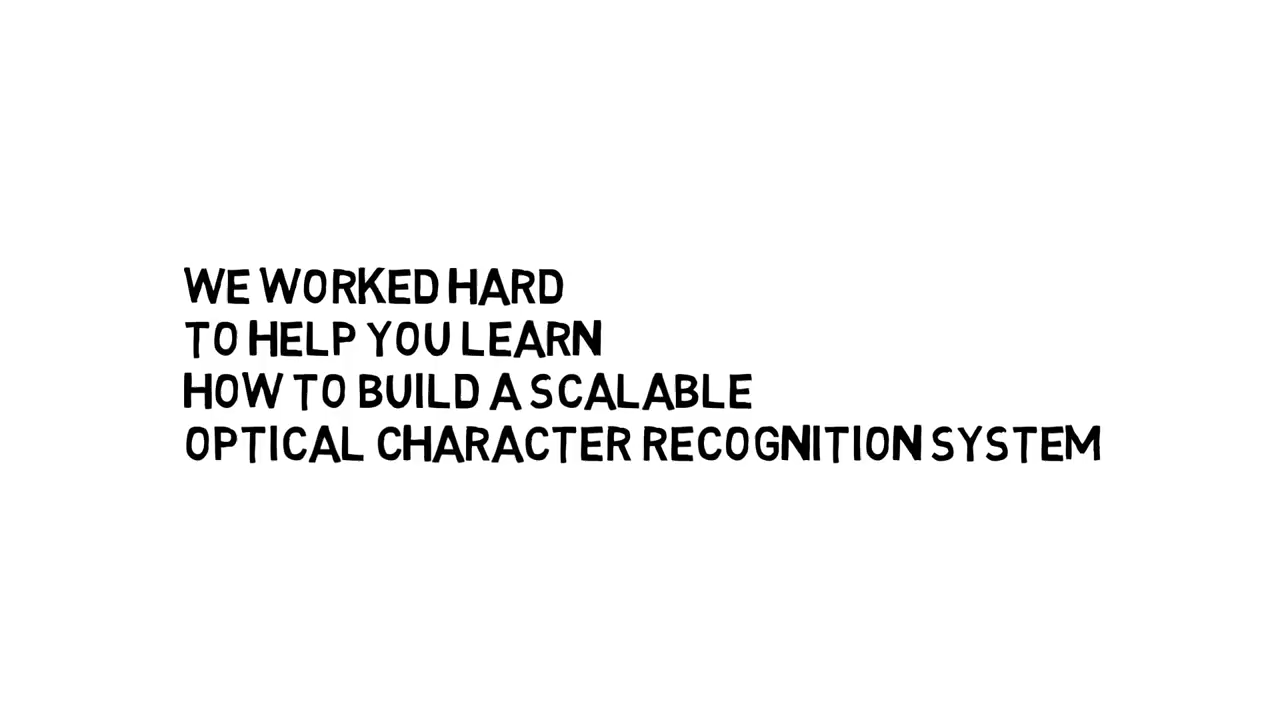 WE WORKED HARD
TO HELP YOU LEARN
HOW TO BUILD A SCALABLE
OPTICAL CHARACTER RECOGNITION SYSTEM